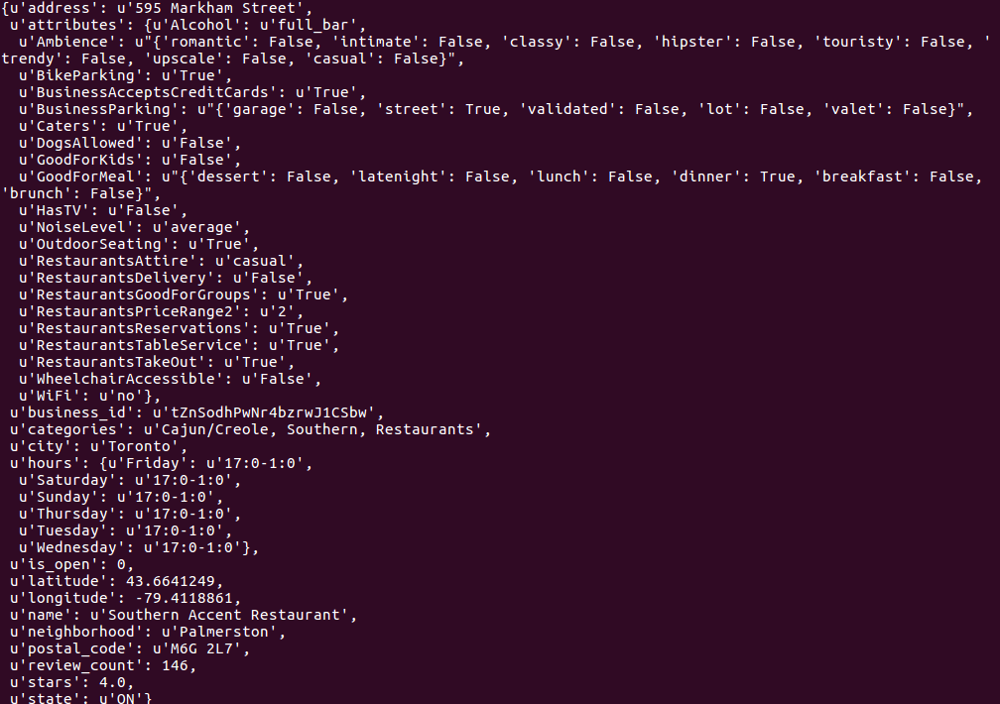 {u'address': u'595 Markham Street',
 u'attributes': {u'Alcohol': u'full_bar',
  u'Ambience': u"{'romantic': False, 'intimate': False, 'classy': False, 'hipster': False, 'touristy': False, '
trendy': False, 'upscale': False, 'casual': False}",
  u'BikeParking': u'True',
  u'BusinessAcceptsCreditCards': u'True',
  u'BusinessParking': u"{'garage': False, 'street': True, 'validated': False, 'lot': False, 'valet': False}",
  u'Caters': u'True',
  u'DogsAllowed': u'False',
  u'GoodForKids': u'False',
  u'GoodForMeal': u"{'dessert': False, 'latenight': False, 'lunch': False, 'dinner': True, 'breakfast': False,
'brunch': False}",
  u'HasTV': u'False',
  u'NoiseLevel': u'average',
  u'OutdoorSeating': u'True',
  u'RestaurantsAttire': u'casual',
  u'RestaurantsDelivery': u'False',
  u'RestaurantsGoodForGroups': u'True',
  u'RestaurantsPriceRange2': u'2',
  u'RestaurantsReservations': u'True',
  u'RestaurantsTableService': u'True',
  u'RestaurantsTakeOut': u'True',
  u'WheelchairAccessible': u'False',
  u'WiFi': u'no'},
 u'business_id': u'tZnSodhPwNr4bzrwJ1CSbw',
 u'categories': u'Cajun/Creole, Southern, Restaurants',
 u'city': u'Toronto',
 u'hours': {u'Friday': u'17:0-1:0',
  u'Saturday': u'17:0-1:0',
  u'Sunday': u'17:0-1:0',
  u'Thursday': u'17:0-1:0',
  u'Tuesday': u'17:0-1:0',
  u'Wednesday': u'17:0-1:0'},
 u'is_open': 0,
 u'latitude': 43.6641249,
 u'longitude': -79.4118861,
 u'name': u'Southern Accent Restaurant',
 u'neighborhood': u'Palmerston',
 u'postal_code': u'M6G 2L7',
 u'review_count': 146,
 u'stars': 4.0,
 u'state': u'ON'}